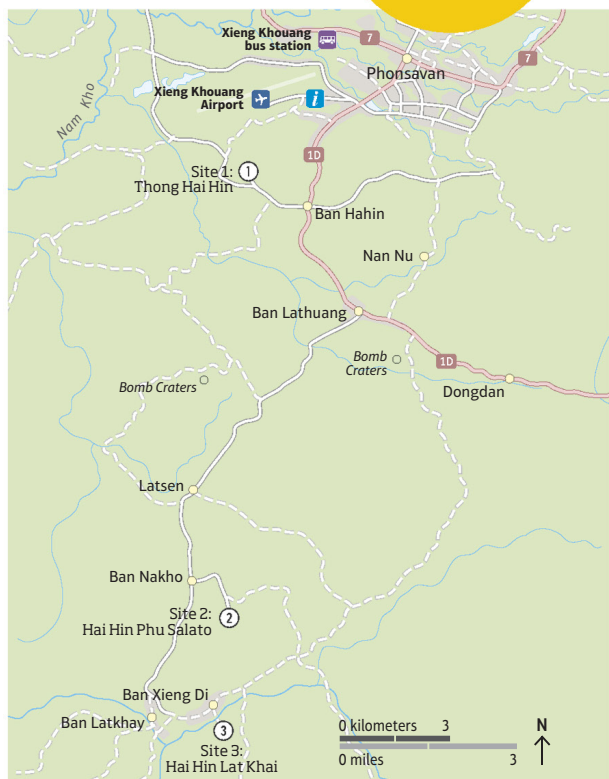 Xieng Khouang
bus station
7
Phonsavan
7
Xieng Khouang
Airport
i
Nam Kho
1D
Site 1:
Thong Hai Hin
1
Ban Hahin
Nan Nu
Ban Lathuang
Bomb
Craters
1D
Bomb Craters
Dongdan
Latsen
Ban Nakho
Site 2:
Hai Hin Phu Salato
2
Ban Xieng Di
Ban Latkhay
3
Site 3:
Hai Hin Lat Khai
0 kilometers 3
0 miles 3
N